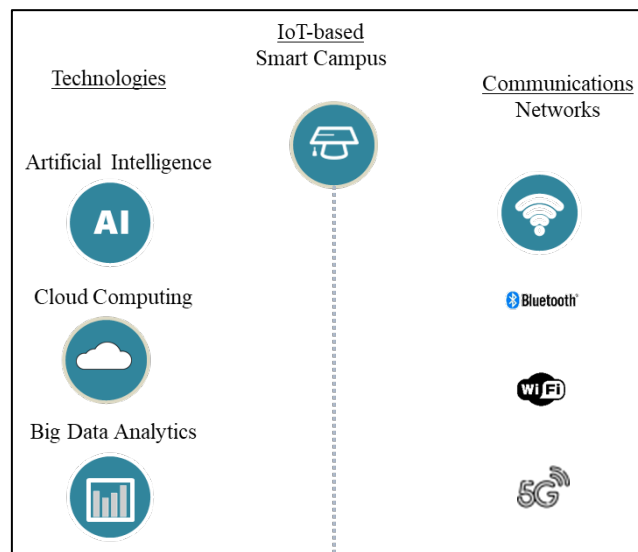 IoT-based
Smart Campus
Technologies
Artificial Intelligence
AI
Cloud Computing
Big Data Analytics
Communications
Networks
Bluetooth®
WiFi
5G